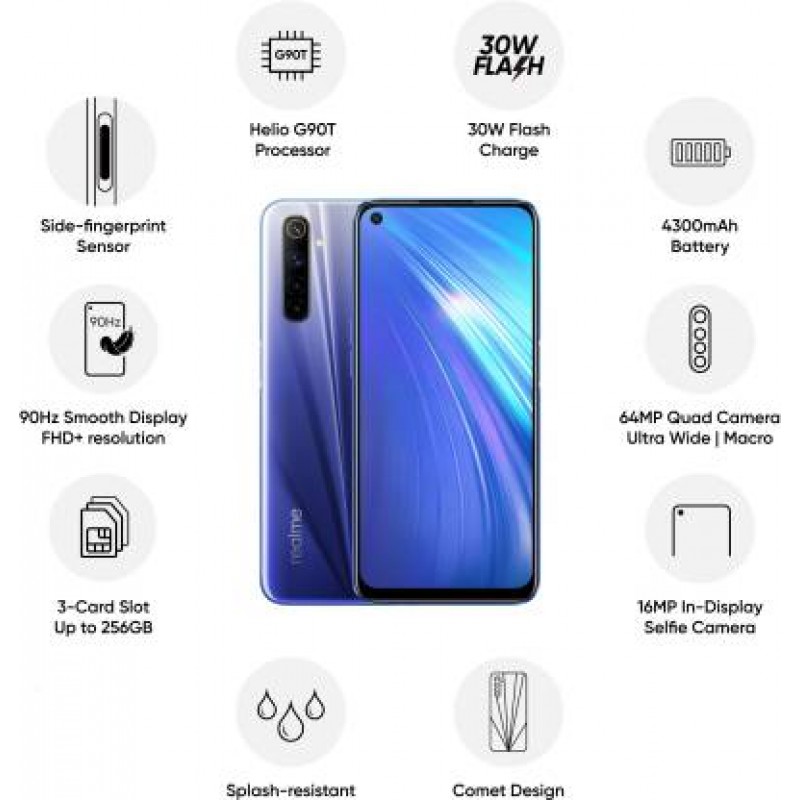 G90T
Helio G90T
Processor
30W
FLASH
30W Flash
Charge
Side-fingerprint
Sensor
4300mAh
Battery
90Hz
90Hz Smooth Display
FHD+ resolution
64MP Quad Camera
Ultra Wide | Macro
realme
3-Card Slot
Up to 256GB
16MP In-Display
Selfie Camera
Splash-resistant
Comet Design